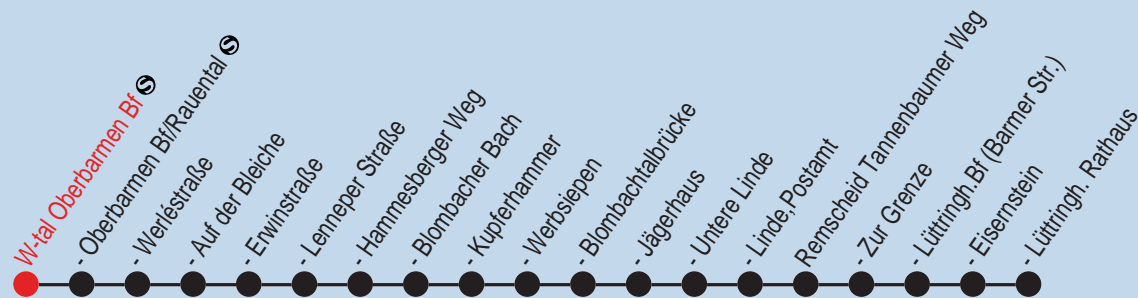 W-tal Oberbarmen Bf S
- Oberbarmen Bf/Rauental S
- Werléstraße
- Auf der Bleiche
- Erwinstraße
- Lenneper Straße
- Hammesberger Weg
- Blombacher Bach
- Kupferhammer
- Werbsiepen
- Blombachtalbrücke
- Jägerhaus
- Untere Linde
- Linde, Postamt
Remscheid Tannenbaumer Weg
- Zur Grenze
- Lüttringh.Bf (Barmer Str.)
- Eisernstein
- Lüttringh. Rathaus